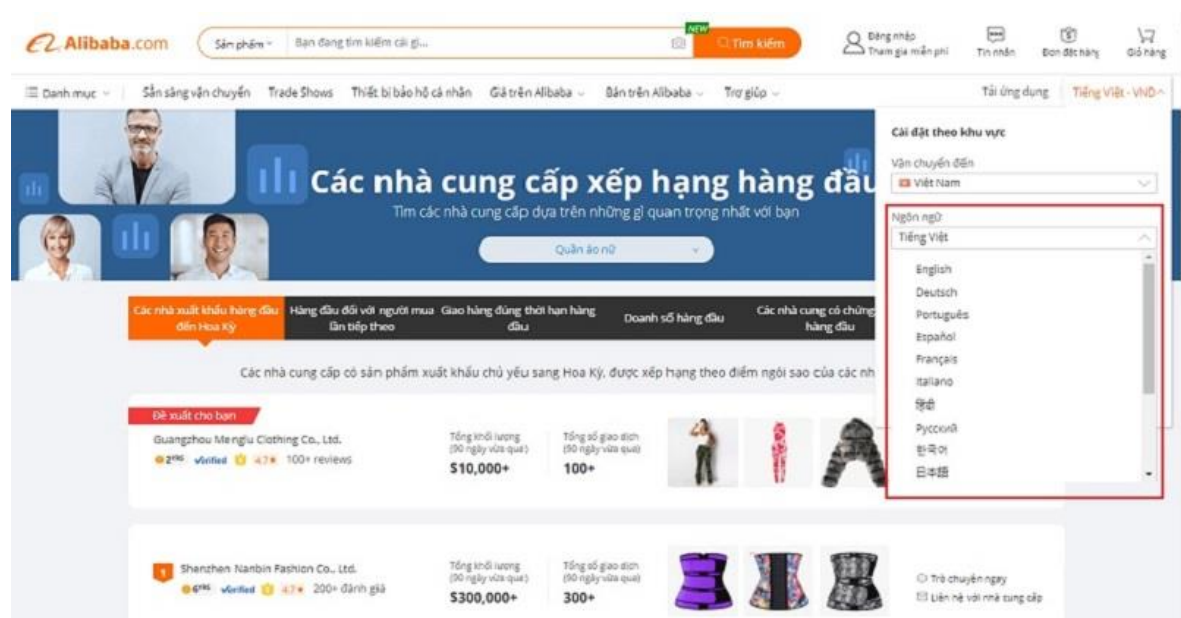 Alibaba.com
Sản phẩm
Bạn đang tìm kiếm cái gì...
NEW
Tìm kiếm
Đăng nhập
Tham gia miễn phí
Tin nhắn
Đơn đặt hàng
Giỏ hàng
Danh mục
Sẵn sàng vận chuyển
Trade Shows
Thiết bị bảo hộ cá nhân
Giá trên Alibaba
Bán trên Alibaba
Trợ giúp
Tải ứng dụng
Tiếng Việt - VND
Cài đặt theo khu vực
Vận chuyển đến
Việt Nam
Ngôn ngữ
Tiếng Việt
English
Deutsch
Português
Español
Français
Italiano
हिंदी
Русский
한국어
日本語
Các nhà cung cấp xếp hạng hàng đầu
Tìm các nhà cung cấp dựa trên những gì quan trọng nhất với bạn
Quần áo nữ
Các nhà xuất khẩu hàng đầu
đến Hoa Kỳ
Hàng đầu đối với người mua
lần tiếp theo
Giao hàng đúng thời hạn hàng
đầu
Doanh số hàng đầu
Các nhà cung có chứng
hàng đầu
Các nhà cung cấp có sản phẩm xuất khẩu chủ yếu sang Hoa Kỳ, được xếp hạng theo điểm ngôi sao của các nh
Đề xuất cho bạn
Guangzhou Menglu Clothing Co., Ltd.
2YRS Verified 4.7★ 100+ reviews
Tổng khối lượng
(90 ngày vừa qua)
$10,000+
Tổng số giao dịch
(90 ngày vừa qua)
100+
1
Shenzhen Nanbin Fashion Co., Ltd.
6YRS Verified 4.7★ 200+ đánh giá
Tổng khối lượng
(90 ngày vừa qua)
$300,000+
Tổng số giao dịch
(90 ngày vừa qua)
300+
Trò chuyện ngay
Liên hệ với nhà cung cấp